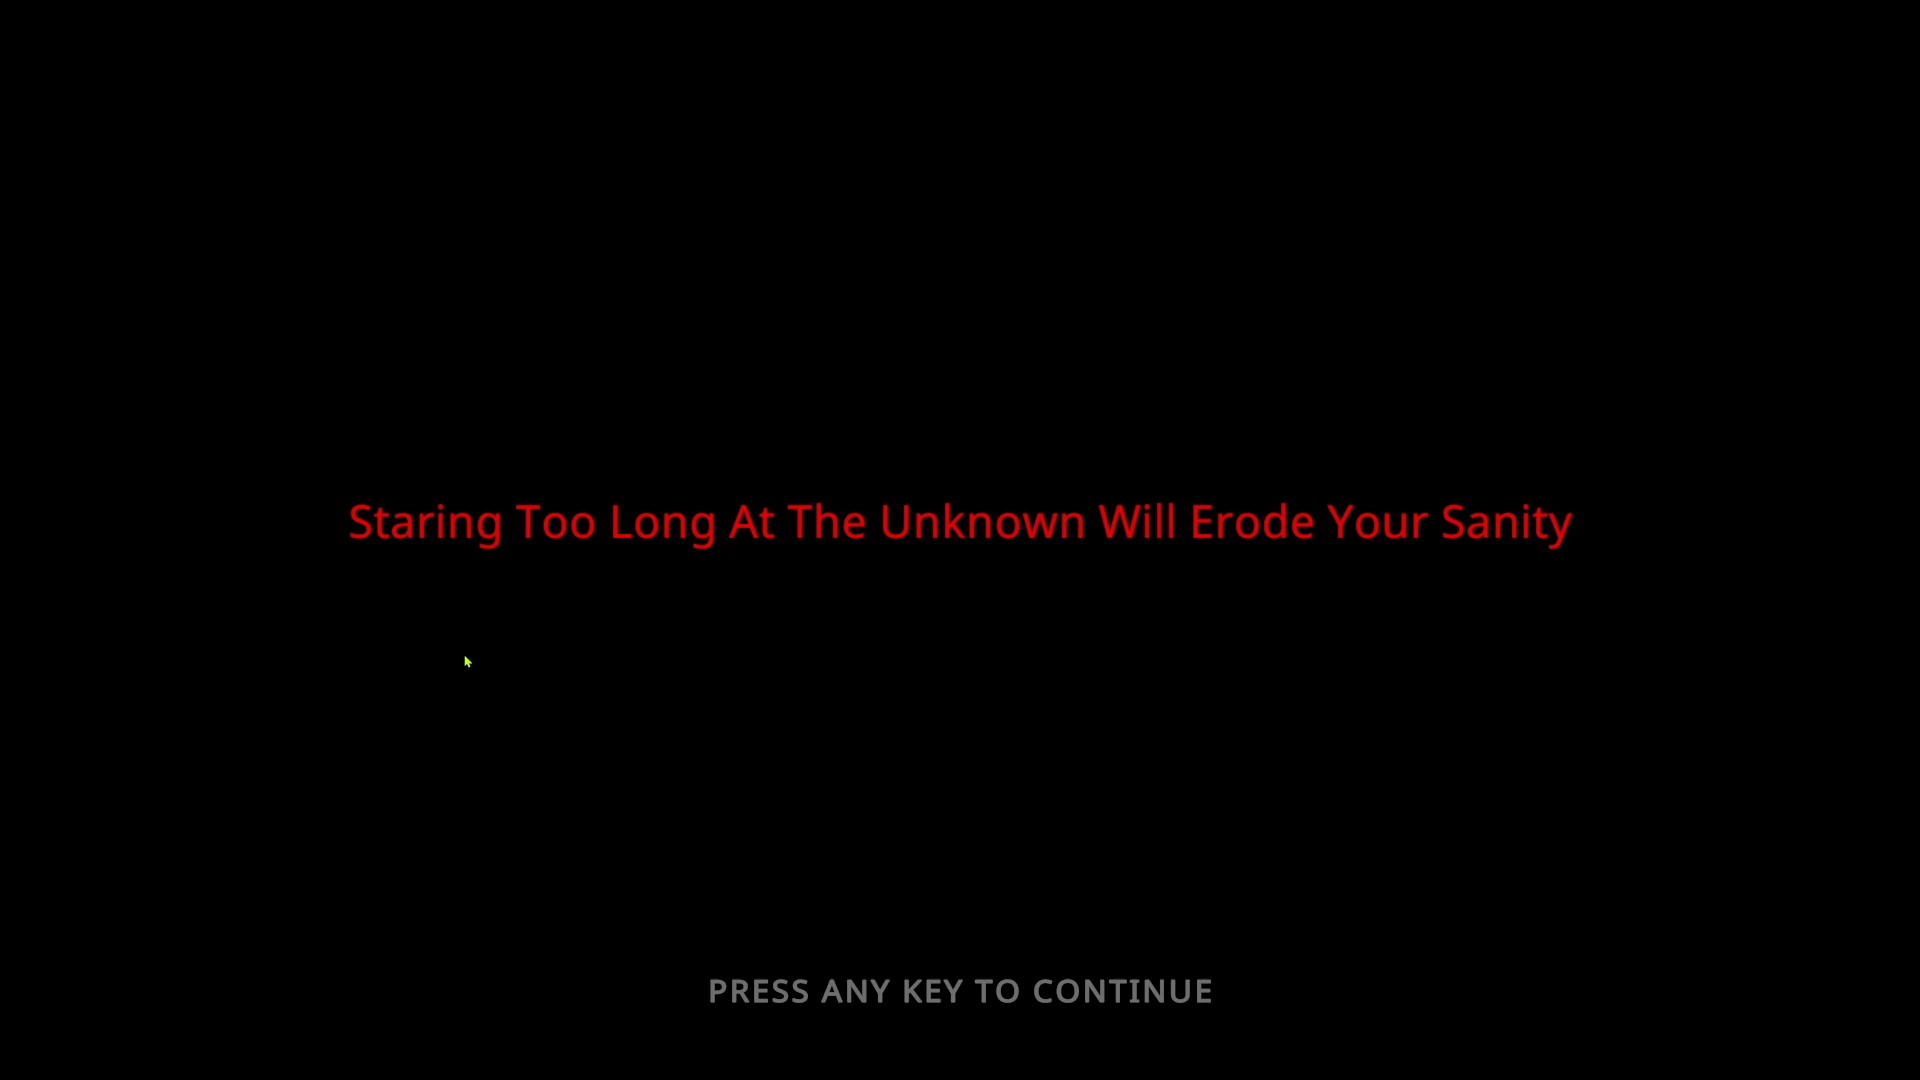 Staring Too Long At The Unknown Will Erode Your Sanity
PRESS ANY KEY TO CONTINUE